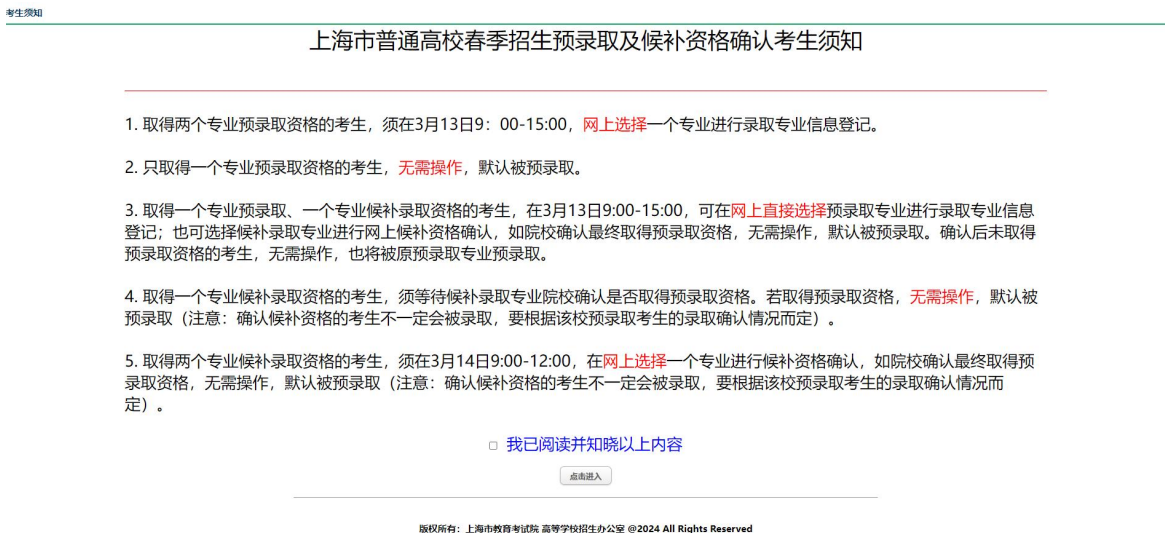 考生须知
上海市普通高校春季招生预录取及候补资格确认考生须知
1. 取得两个专业预录取资格的考生，须在3月13日9：00-15:00，网上选择一个专业进行录取专业信息登记。
2. 只取得一个专业预录取资格的考生，无需操作，默认被预录取。
3. 取得一个专业预录取、一个专业候补录取资格的考生，在3月13日9:00-15:00，可在网上直接选择预录取专业进行录取专业信息
登记；也可选择候补录取专业进行网上候补资格确认，如院校确认最终取得预录取资格，无需操作，默认被预录取。确认后未取得
预录取资格的考生，无需操作，也将被原预录取专业预录取。
4. 取得一个专业候补录取资格的考生，须等待候补录取专业院校确认是否取得预录取资格。若取得预录取资格，无需操作，默认被
预录取（注意：确认候补资格的考生不一定会被录取，要根据该校预录取考生的录取确认情况而定）。
5. 取得两个专业候补录取资格的考生，须在3月14日9:00-12:00，在网上选择一个专业进行候补资格确认，如院校确认最终取得预
录取资格，无需操作，默认被预录取（注意：确认候补资格的考生不一定会被录取，要根据该校预录取考生的录取确认情况而
定）。
我已阅读并知晓以上内容
点击进入
版权所有：上海市教育考试院 高等学校招生办公室 @2024 All Rights Reserved